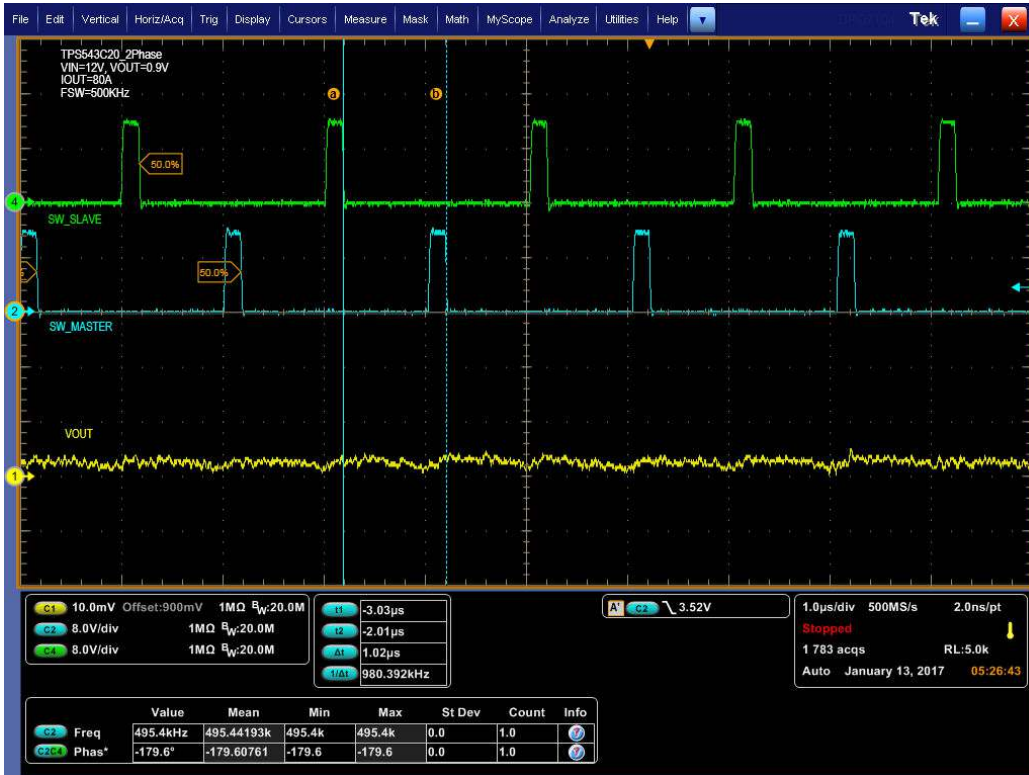 File Edit Vertical Horiz/Acq Trig Display Cursors Measure Mask Math MyScope Analyze Utilities Help Tek X
TPS543C20_2Phase
VIN=12V, VOUT=0.9V
IOUT=80A
FSW=500KHz
a b
50.0%
4
SW_SLAVE
50.0%
2
SW_MASTER
VOUT
1
C1 10.0mV Offset:900mV 1MΩ BW:20.0M
C2 8.0V/div 1MΩ BW:20.0M
C4 8.0V/div 1MΩ BW:20.0M
t1 -3.03µs
t2 -2.01µs
Δt 1.02µs
1/Δt 980.392kHz
A' C2 3.52V
1.0µs/div 500MS/s 2.0ns/pt
Stopped
1 783 acqs RL:5.0k
Auto January 13, 2017 05:26:43
Value Mean Min Max St Dev Count Info
C2 Freq 495.4kHz 495.44193k 495.4k 495.4k 0.0 1.0
C2C4 Phas* -179.6° -179.60761 -179.6 -179.6 0.0 1.0